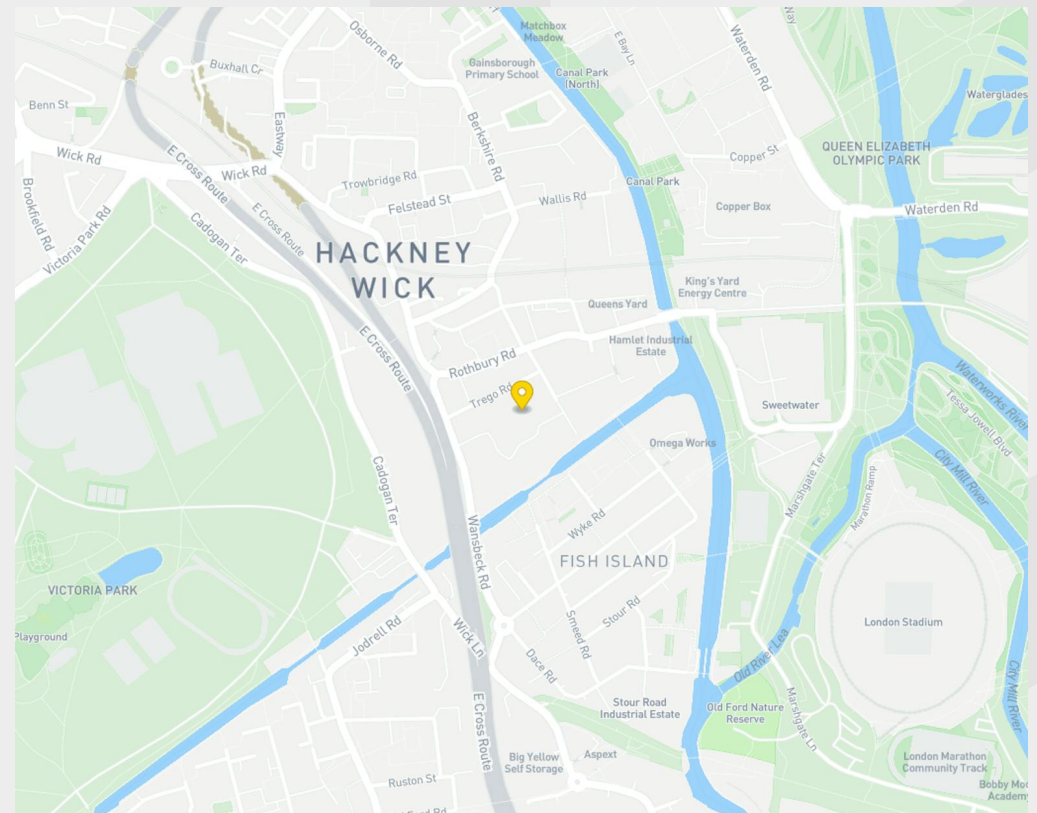 Osborne Rd
Matchbox
Meadow
E Bay Ln
Way
Waterden Rd
Buxhall Cr
Gainsborough
Primary School
Canal Park
(North)
Waterglades
Benn St
Eastway
Berkshire Rd
Copper St
QUEEN ELIZABETH
OLYMPIC PARK
Wick Rd
E Cross Route
Wick Rd
Trowbridge Rd
Canal Park
Brookfield Rd
Victoria Park Rd
Cadogan Ter
E Cross Route
Felstead St
Wallis Rd
Copper Box
Waterden Rd
HACKNEY
WICK
King's Yard
Energy Centre
Queens Yard
E Cross Route
Rothbury Rd
Hamlet Industrial
Estate
Trego Rd
Sweetwater
Waterworks River
Tessa Jowell Blvd
Omega Works
City Mill River
Cadogan Ter
Marshgate Ter
Marathon Ramp
Wansbeck Rd
Wyke Rd
FISH ISLAND
VICTORIA PARK
Playground
Jodrell Rd
Wick Ln
Smeed Rd
Stour Rd
London Stadium
Dace Rd
Old River Lea
City Mill River
E Cross Route
Stour Road
Industrial Estate
Old Ford Nature
Reserve
Marshgate Ln
Big Yellow
Self Storage
Aspext
London Marathon
Community Track
Ruston St
Bobby Moo
Academy
ford Rd